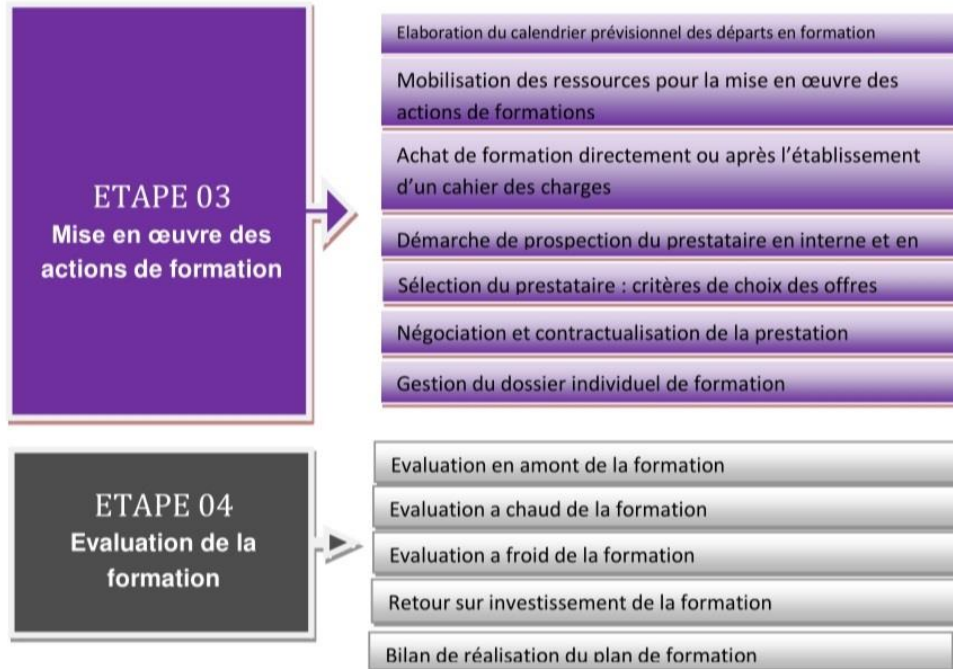 ETAPE 03
Mise en œuvre des
actions de formation
Elaboration du calendrier prévisionnel des départs en formation
Mobilisation des ressources pour la mise en œuvre des
actions de formations
Achat de formation directement ou après l’établissement
d’un cahier des charges
Démarche de prospection du prestataire en interne et en
Sélection du prestataire : critères de choix des offres
Négociation et contractualisation de la prestation
Gestion du dossier individuel de formation
ETAPE 04
Evaluation de la
formation
Evaluation en amont de la formation
Evaluation a chaud de la formation
Evaluation a froid de la formation
Retour sur investissement de la formation
Bilan de réalisation du plan de formation